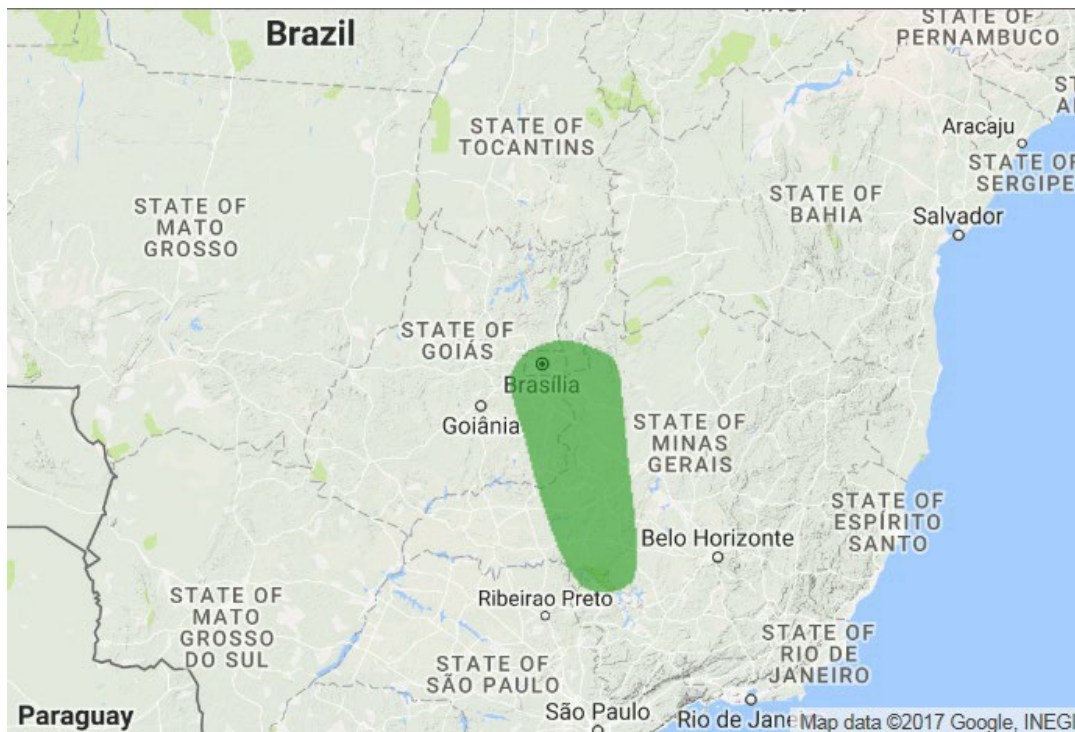 Brazil
STATE OF
PERNAMBUCO
STATE OF
TOCANTINS
Aracaju
STATE OF
SERGIPE
STATE OF
MATO
GROSSO
STATE OF
BAHIA
Salvador
STATE OF
GOIÁS
Brasília
Goiânia
STATE OF
MINAS
GERAIS
STATE OF
ESPÍRITO
SANTO
Belo Horizonte
Ribeirao Preto
STATE OF
MATO
GROSSO
DO SUL
STATE OF
RIO DE
JANEIRO
STATE OF
SÃO PAULO
Paraguay
São Paulo
Rio de Jane
Map data ©2017 Google, INEGI